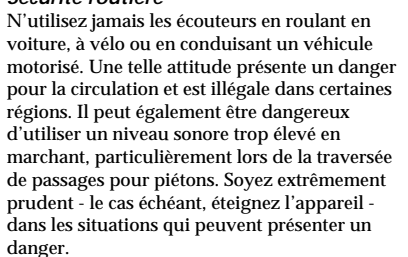 Sécurité routière
N'utilisez jamais les écouteurs en roulant en
voiture, à vélo ou en conduisant un véhicule
motorisé. Une telle attitude présente un danger
pour la circulation et est illégale dans certaines
régions. Il peut également être dangereux
d'utiliser un niveau sonore trop élevé en
marchant, particulièrement lors de la traversée
de passages pour piétons. Soyez extrêmement
prudent - le cas échéant, éteignez l'appareil -
dans les situations qui peuvent présenter un
danger.